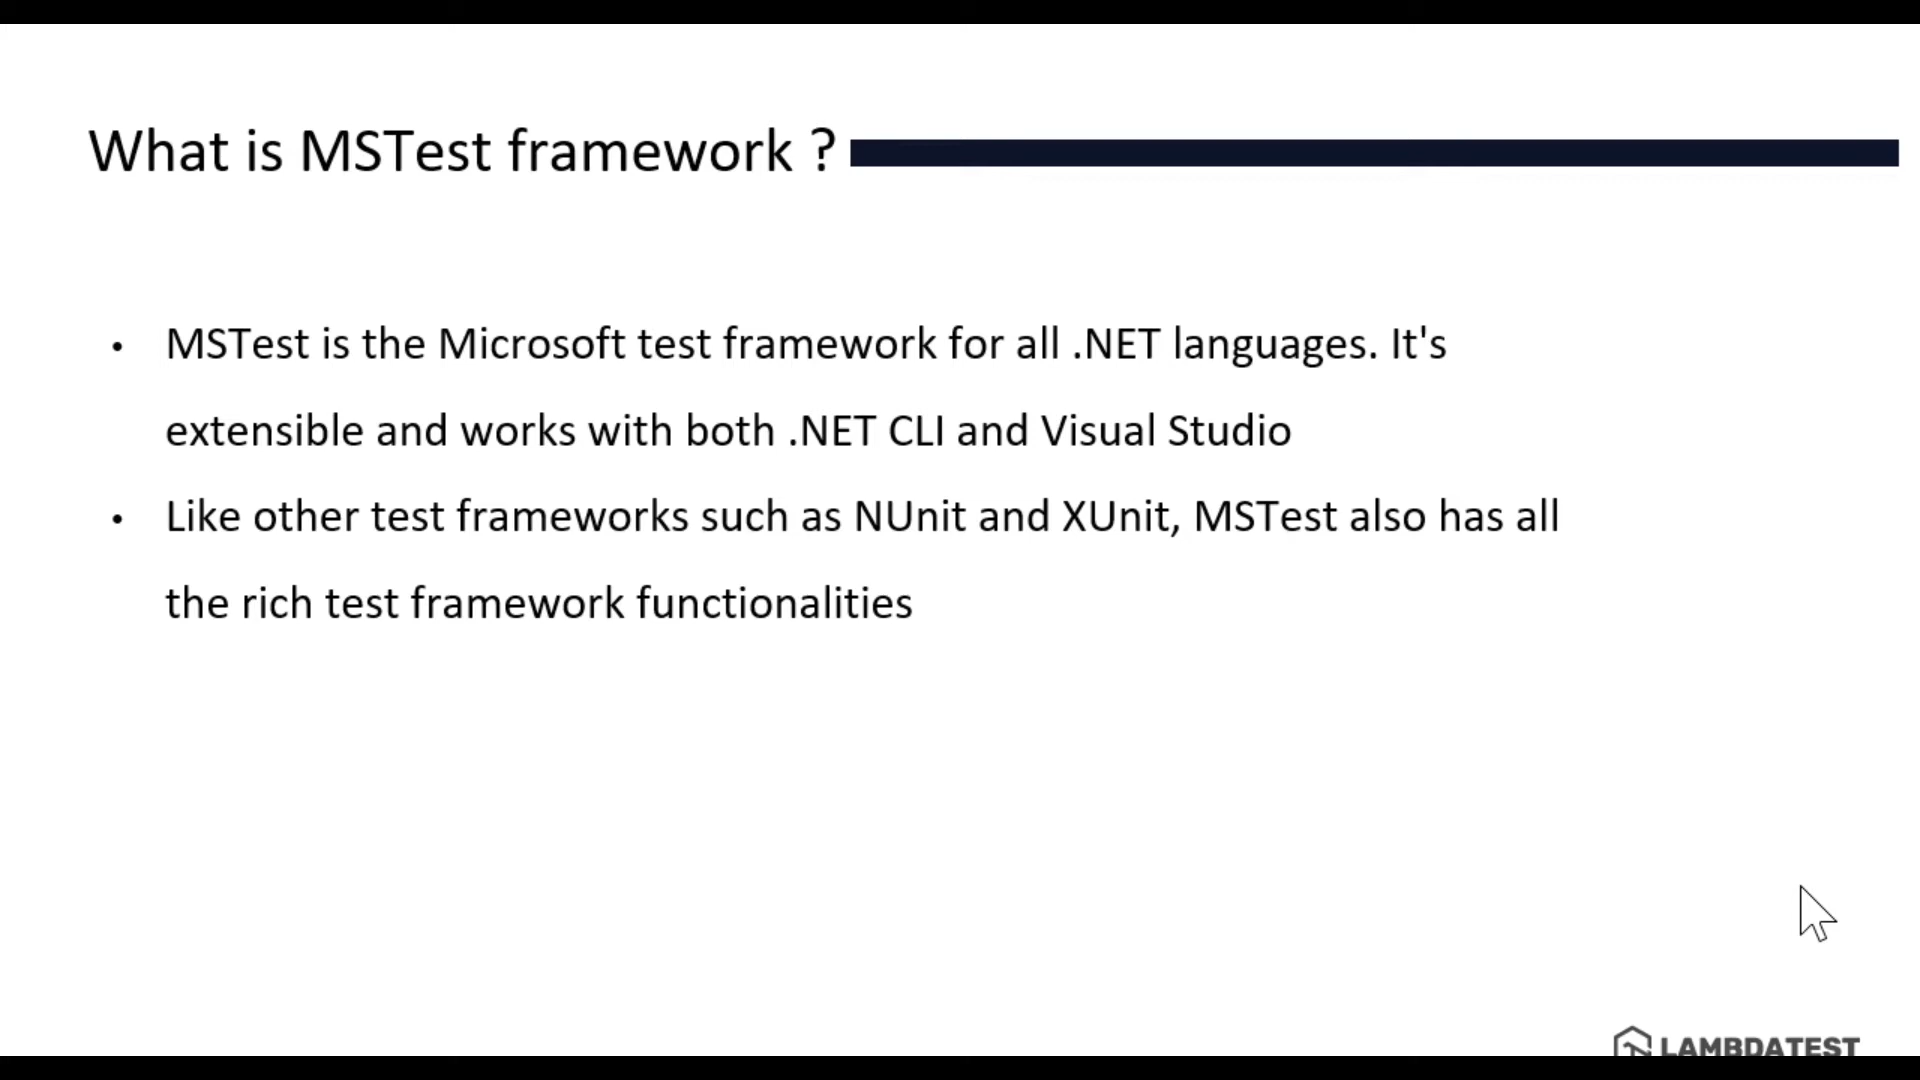 What is MSTest framework ?
• MSTest is the Microsoft test framework for all .NET languages. It's
extensible and works with both .NET CLI and Visual Studio
• Like other test frameworks such as NUnit and XUnit, MSTest also has all
the rich test framework functionalities
LAMBDATEST